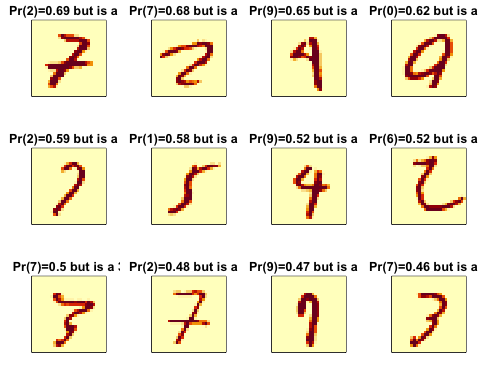 Pr(2)=0.69 but is a Pr(7)=0.68 but is a Pr(9)=0.65 but is a Pr(0)=0.62 but is a
Pr(2)=0.59 but is a Pr(1)=0.58 but is a Pr(9)=0.52 but is a Pr(6)=0.52 but is a
Pr(7)=0.5 but is a Pr(2)=0.48 but is a Pr(9)=0.47 but is a Pr(7)=0.46 but is a